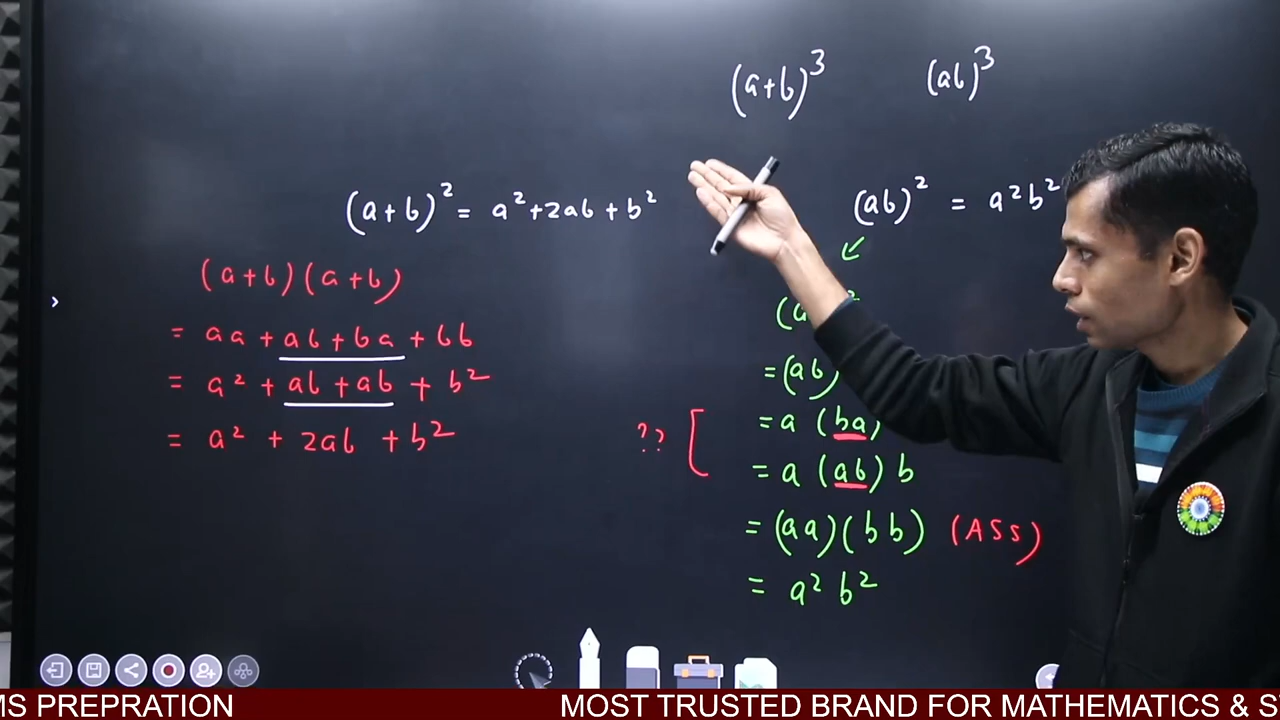 (a+b)³ (ab)³
(a+b)² = a²+2ab+b² (ab)² = a²b²
(a+b)(a+b)
= aa + ab + ba + bb
= a² + ab + ab + b²
= a² + 2ab + b²
(a
= (ab)
= a (ba)
??
= a (ab) b
= (aa)(bb) (ASS)
= a² b²
MS PREPRATION MOST TRUSTED BRAND FOR MATHEMATICS & S